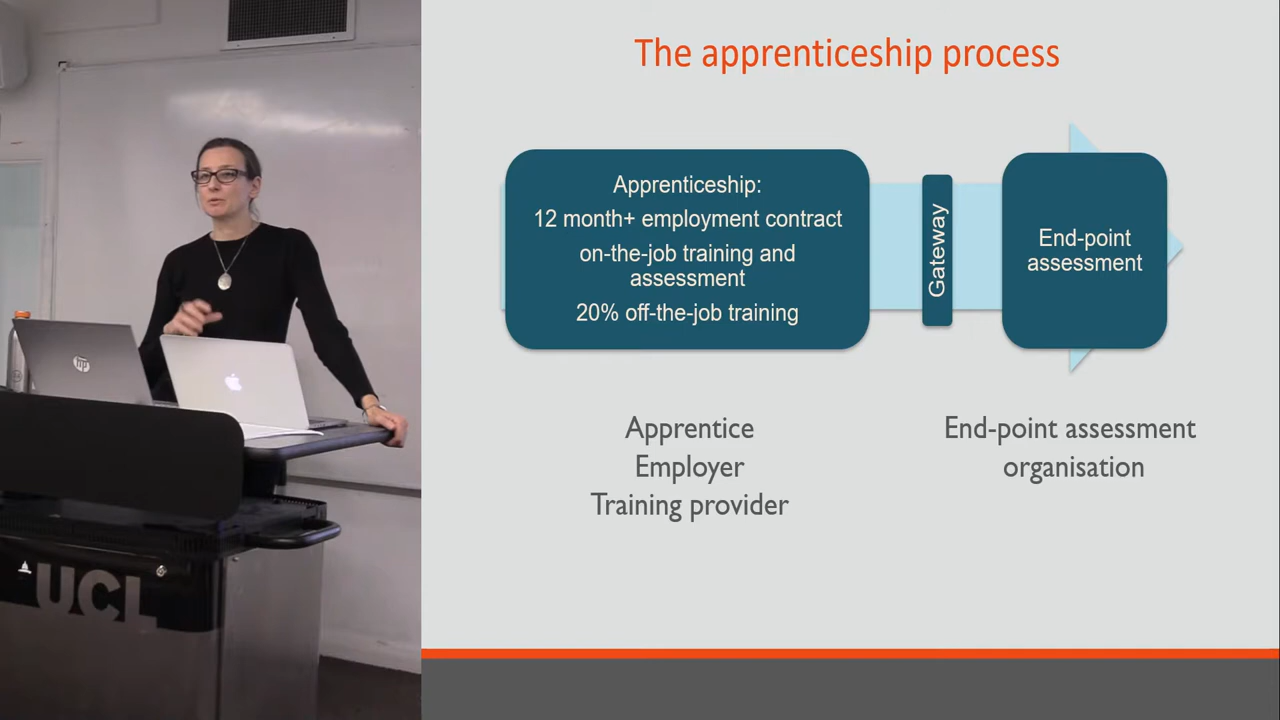 The apprenticeship process
Apprenticeship:
12 month+ employment contract
on-the-job training and
assessment
20% off-the-job training
Gateway
End-point
assessment
Apprentice
Employer
Training provider
End-point assessment
organisation
hp
UCL